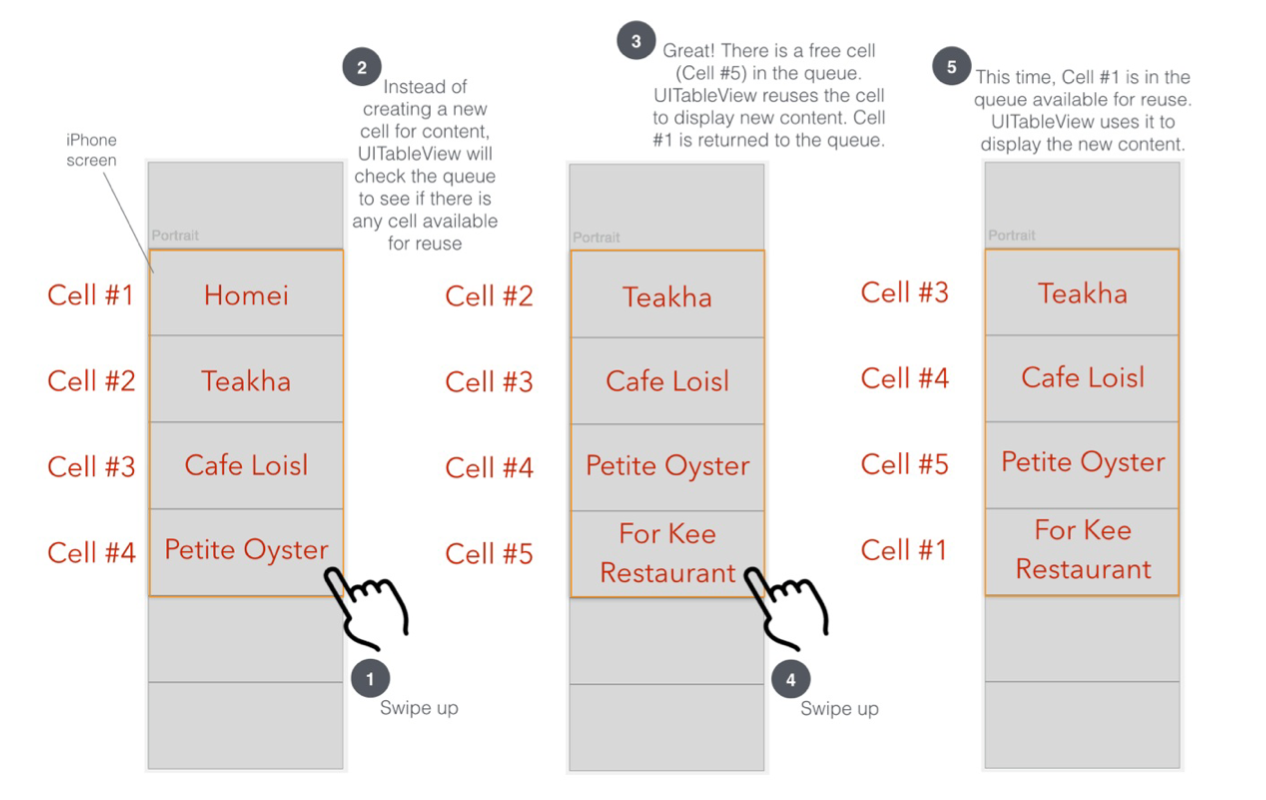 iPhone
screen
Portrait
Cell #1
Homei
Cell #2
Teakha
Cell #3
Cafe Loisl
Cell #4
Petite Oyster
1
Swipe up
2
Instead of
creating a new
cell for content,
UITableView will
check the queue
to see if there is
any cell available
for reuse
3
Great! There is a free cell
(Cell #5) in the queue.
UITableView reuses the cell
to display new content. Cell
#1 is returned to the queue.
Portrait
Cell #2
Teakha
Cell #3
Cafe Loisl
Cell #4
Petite Oyster
Cell #5
For Kee
Restaurant
4
Swipe up
5
This time, Cell #1 is in the
queue available for reuse.
UITableView uses it to
display the new content.
Portrait
Cell #3
Teakha
Cell #4
Cafe Loisl
Cell #5
Petite Oyster
Cell #1
For Kee
Restaurant